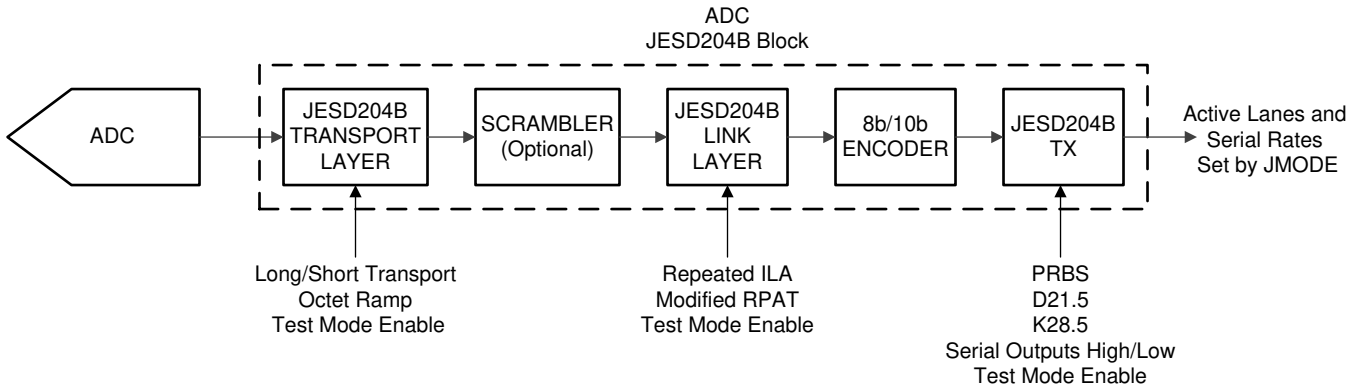 ADC
JESD204B Block
ADC
JESD204B
TRANSPORT
LAYER
SCRAMBLER
(Optional)
JESD204B
LINK
LAYER
8b/10b
ENCODER
JESD204B
TX
Active Lanes and
Serial Rates
Set by JMODE
Long/Short Transport
Octet Ramp
Test Mode Enable
Repeated ILA
Modified RPAT
Test Mode Enable
PRBS
D21.5
K28.5
Serial Outputs High/Low
Test Mode Enable